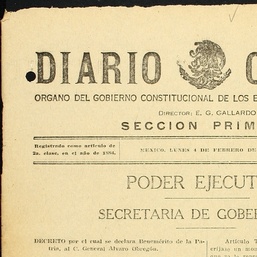 DIARIO
ORGANO DEL GOBIERNO CONSTITUCIONAL DE LOS E
DIRECTOR: E. G. GALLARDO
SECCION PRIM
Registrado como artículo de
2a. clase, en el año de 1884.
MEXICO, LUNES 4 DE FEBRERO DE
PODER EJECUT
SECRETARIA DE GOBE
DECRETO por el cual se declara Benemérito de la Pa-
tria, al C. General Alvaro Obregón.
Artículo